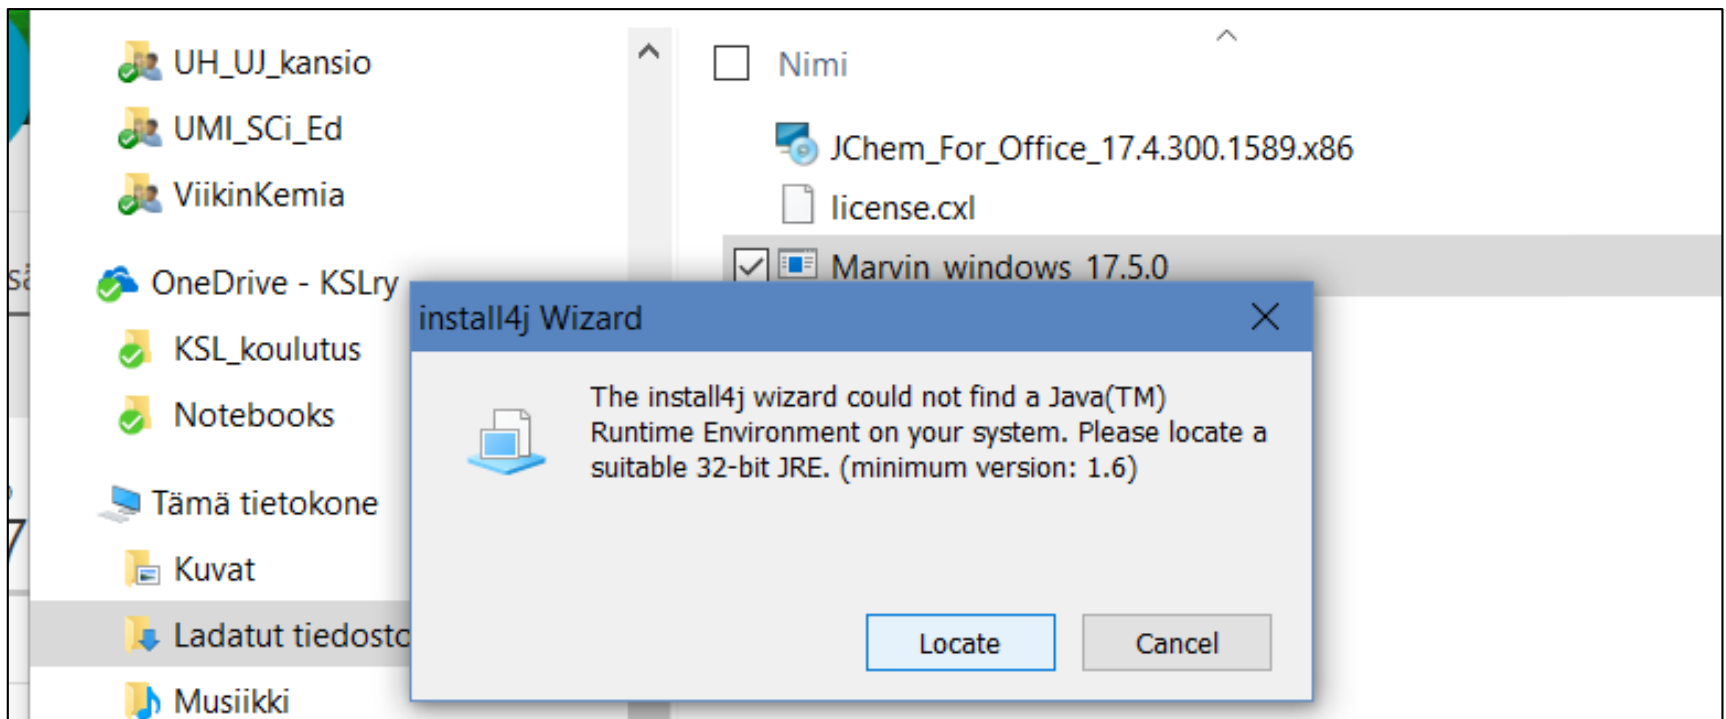 UH_UJ_kansio
UMI_SCi_Ed
ViikinKemia
OneDrive - KSLry
KSL_koulutus
Notebooks
Tämä tietokone
Kuvat
Ladatut tiedosto
Musiikki
Nimi
JChem_For_Office_17.4.300.1589.x86
license.cxl
Marvin_windows_17.5.0
install4j Wizard
The install4j wizard could not find a Java(TM)
Runtime Environment on your system. Please locate a
suitable 32-bit JRE. (minimum version: 1.6)
Locate
Cancel